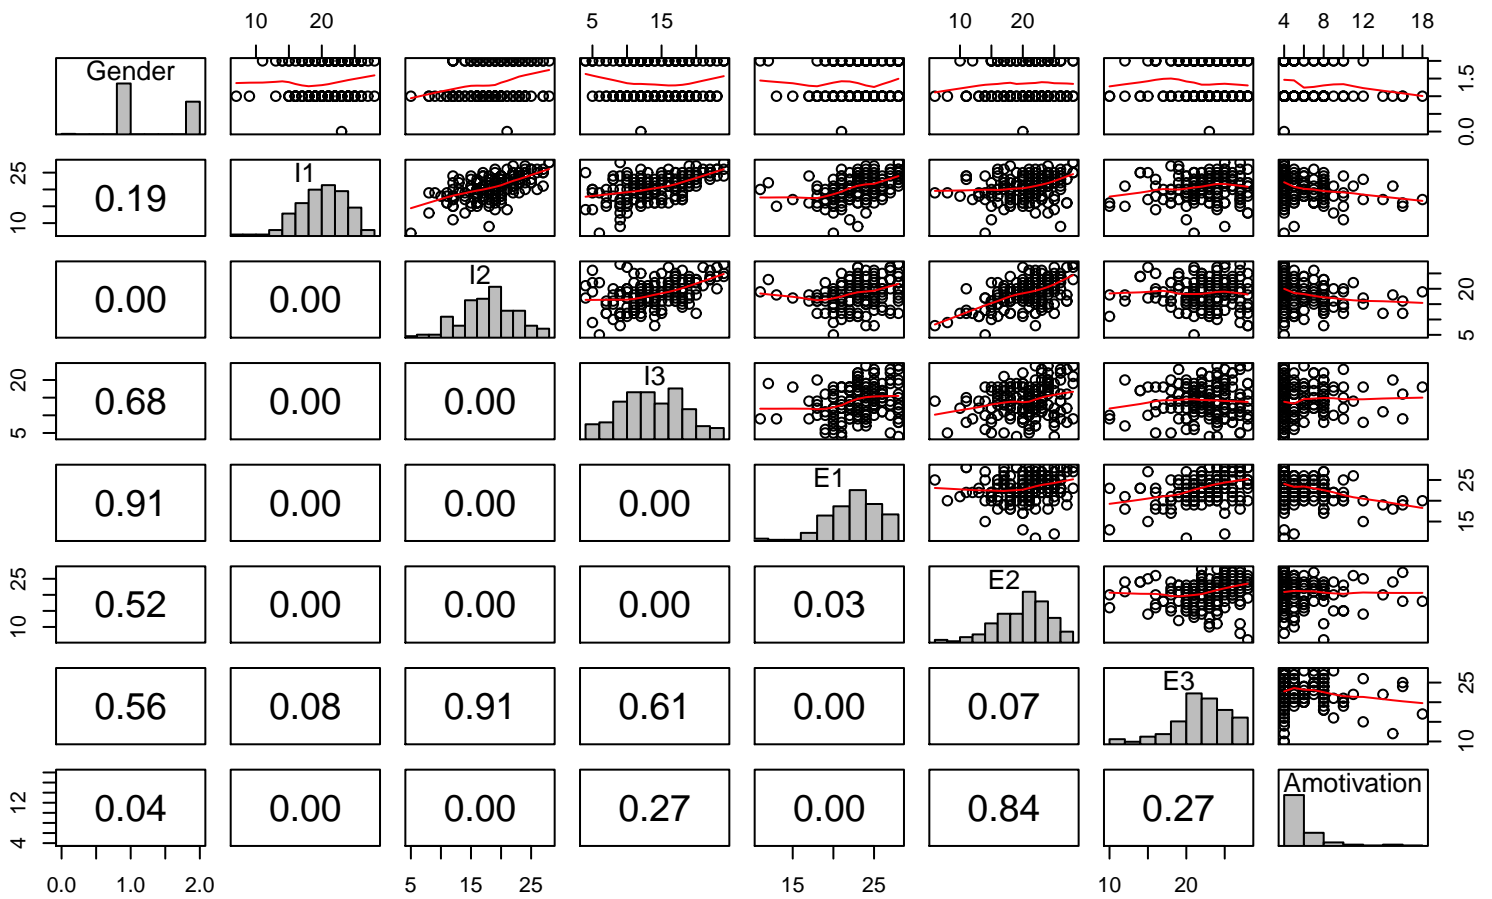 10 20 5 15 10 20 4 8 12 18
Gender 0.0 1.5
10 25 0.19 I1
0.00 0.00 I2 5 20
5 20 0.68 0.00 0.00 I3
0.91 0.00 0.00 0.00 E1 15 25
10 25 0.52 0.00 0.00 0.00 0.03 E2
0.56 0.08 0.91 0.61 0.00 0.07 E3 10 25
4 12 0.04 0.00 0.00 0.27 0.00 0.84 0.27 Amotivation
0.0 1.0 2.0 5 15 25 15 25 10 20